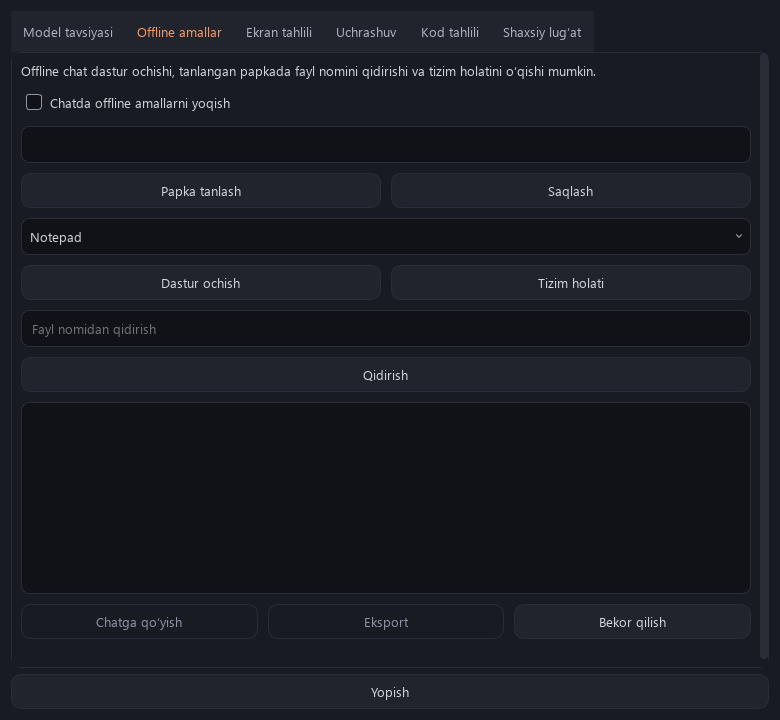 Model tavsiyasi Offline amallar Ekran tahlili Uchrashuv Kod tahlili Shaxsiy lug‘at
Offline chat dastur ochishi, tanlangan papkada fayl nomini qidirishi va tizim holatini o‘qishi mumkin.
Chatda offline amallarni yoqish
Papka tanlash Saqlash
Notepad
Dastur ochish Tizim holati
Fayl nomidan qidirish
Qidirish
Chatga qo‘yish Eksport Bekor qilish
Yopish